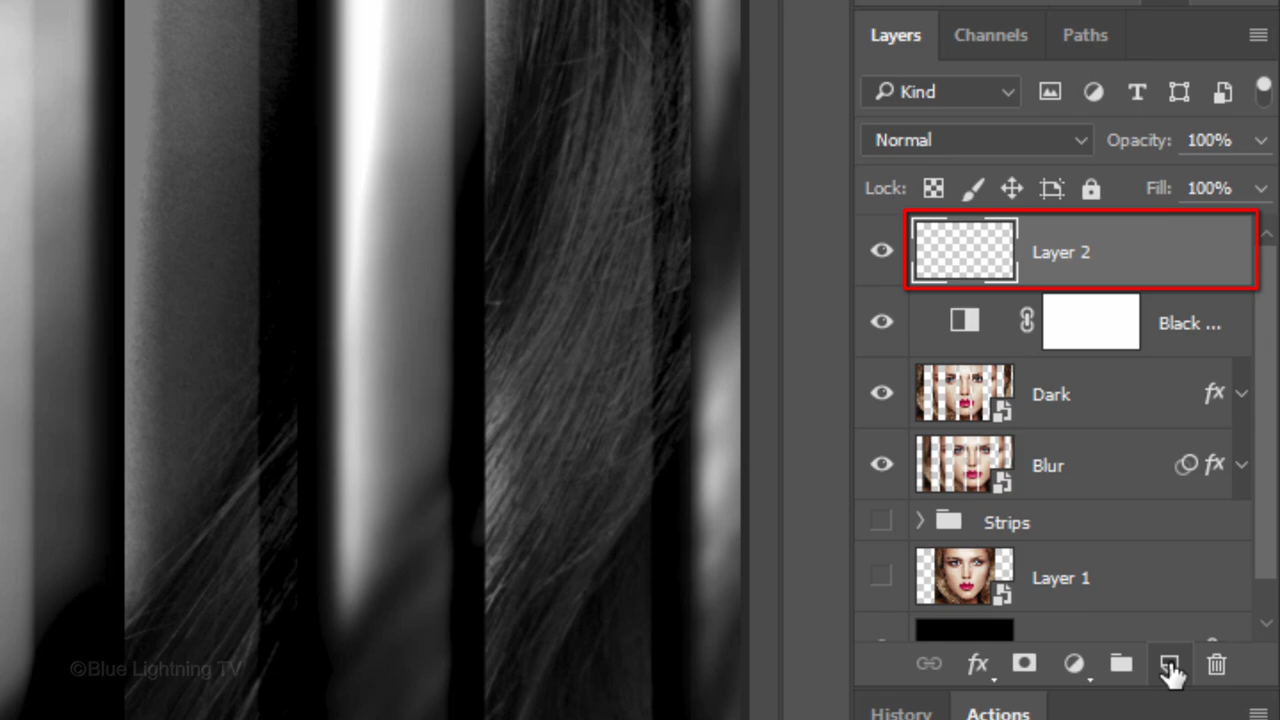 Layers Channels Paths
Kind
Normal Opacity: 100%
Lock: Fill: 100%
Layer 2
Black ...
Dark fx
Blur fx
Strips
Layer 1
fx
History Actions
©Blue Lightning TV